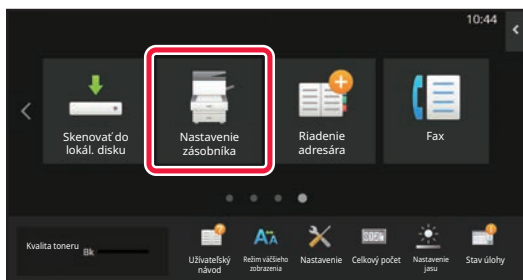 10:44
Skenovať do
lokál. disku
Nastavenie
zásobníka
Riadenie
adresára
Fax
Kvalita toneru
Bk
Užívateľský
návod
Režim väčšieho
zobrazenia
Nastavenie
Celkový počet
Nastavenie
jasu
Stav úlohy